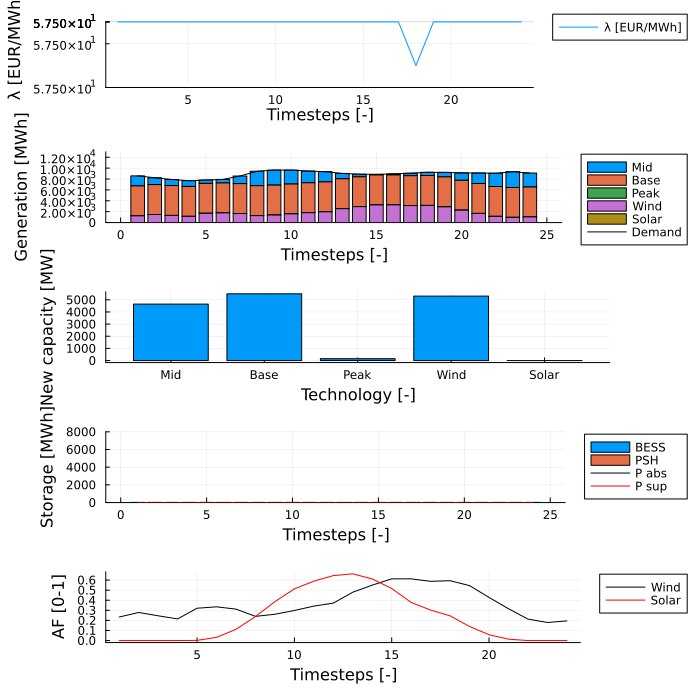 λ [EUR/MWh
5.750×10¹
5.750×10¹
5.750×10¹
5 10 15 20
Timesteps [-]
λ [EUR/MWh]
Generation [MWh]
1.20×10⁴
1.00×10⁴
8.00×10³
6.00×10³
4.00×10³
2.00×10³
0
0 5 10 15 20 25
Timesteps [-]
Mid
Base
Peak
Wind
Solar
Demand
New capacity [MW]
5000
4000
3000
2000
1000
0
Mid Base Peak Wind Solar
Technology [-]
Storage [MWh]
8000
6000
4000
2000
0
0 5 10 15 20 25
Timesteps [-]
BESS
PSH
P abs
P sup
AF [0-1]
0.6
0.5
0.4
0.3
0.2
0.1
0.0
5 10 15 20
Timesteps [-]
Wind
Solar